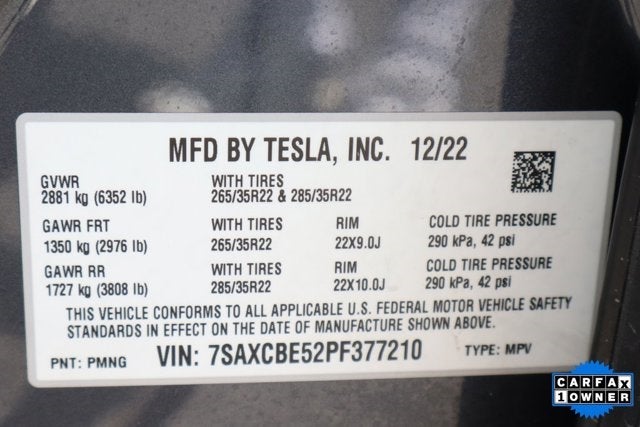 MFD BY TESLA, INC. 12/22
GVWR WITH TIRES
2881 kg (6352 lb) 265/35R22 & 285/35R22
GAWR FRT WITH TIRES RIM COLD TIRE PRESSURE
1350 kg (2976 lb) 265/35R22 22X9.0J 290 kPa, 42 psi
GAWR RR WITH TIRES RIM COLD TIRE PRESSURE
1727 kg (3808 lb) 285/35R22 22X10.0J 290 kPa, 42 psi
THIS VEHICLE CONFORMS TO ALL APPLICABLE U.S. FEDERAL MOTOR VEHICLE SAFETY
STANDARDS IN EFFECT ON THE DATE OF MANUFACTURE SHOWN ABOVE.
PNT: PMNG VIN: 7SAXCBE52PF377210 TYPE: MPV
CARFAX
1 OWNER